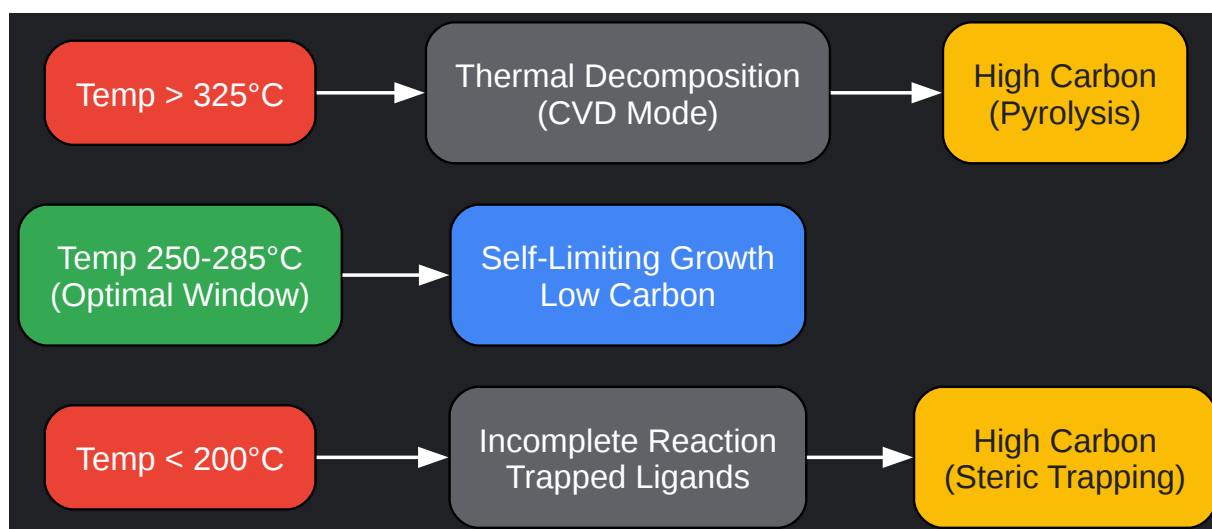 Temp > 325°C
Thermal Decomposition
(CVD Mode)
High Carbon
(Pyrolysis)
Temp 250-285°C
(Optimal Window)
Self-Limiting Growth
Low Carbon
Temp < 200°C
Incomplete Reaction
Trapped Ligands
High Carbon
(Steric Trapping)